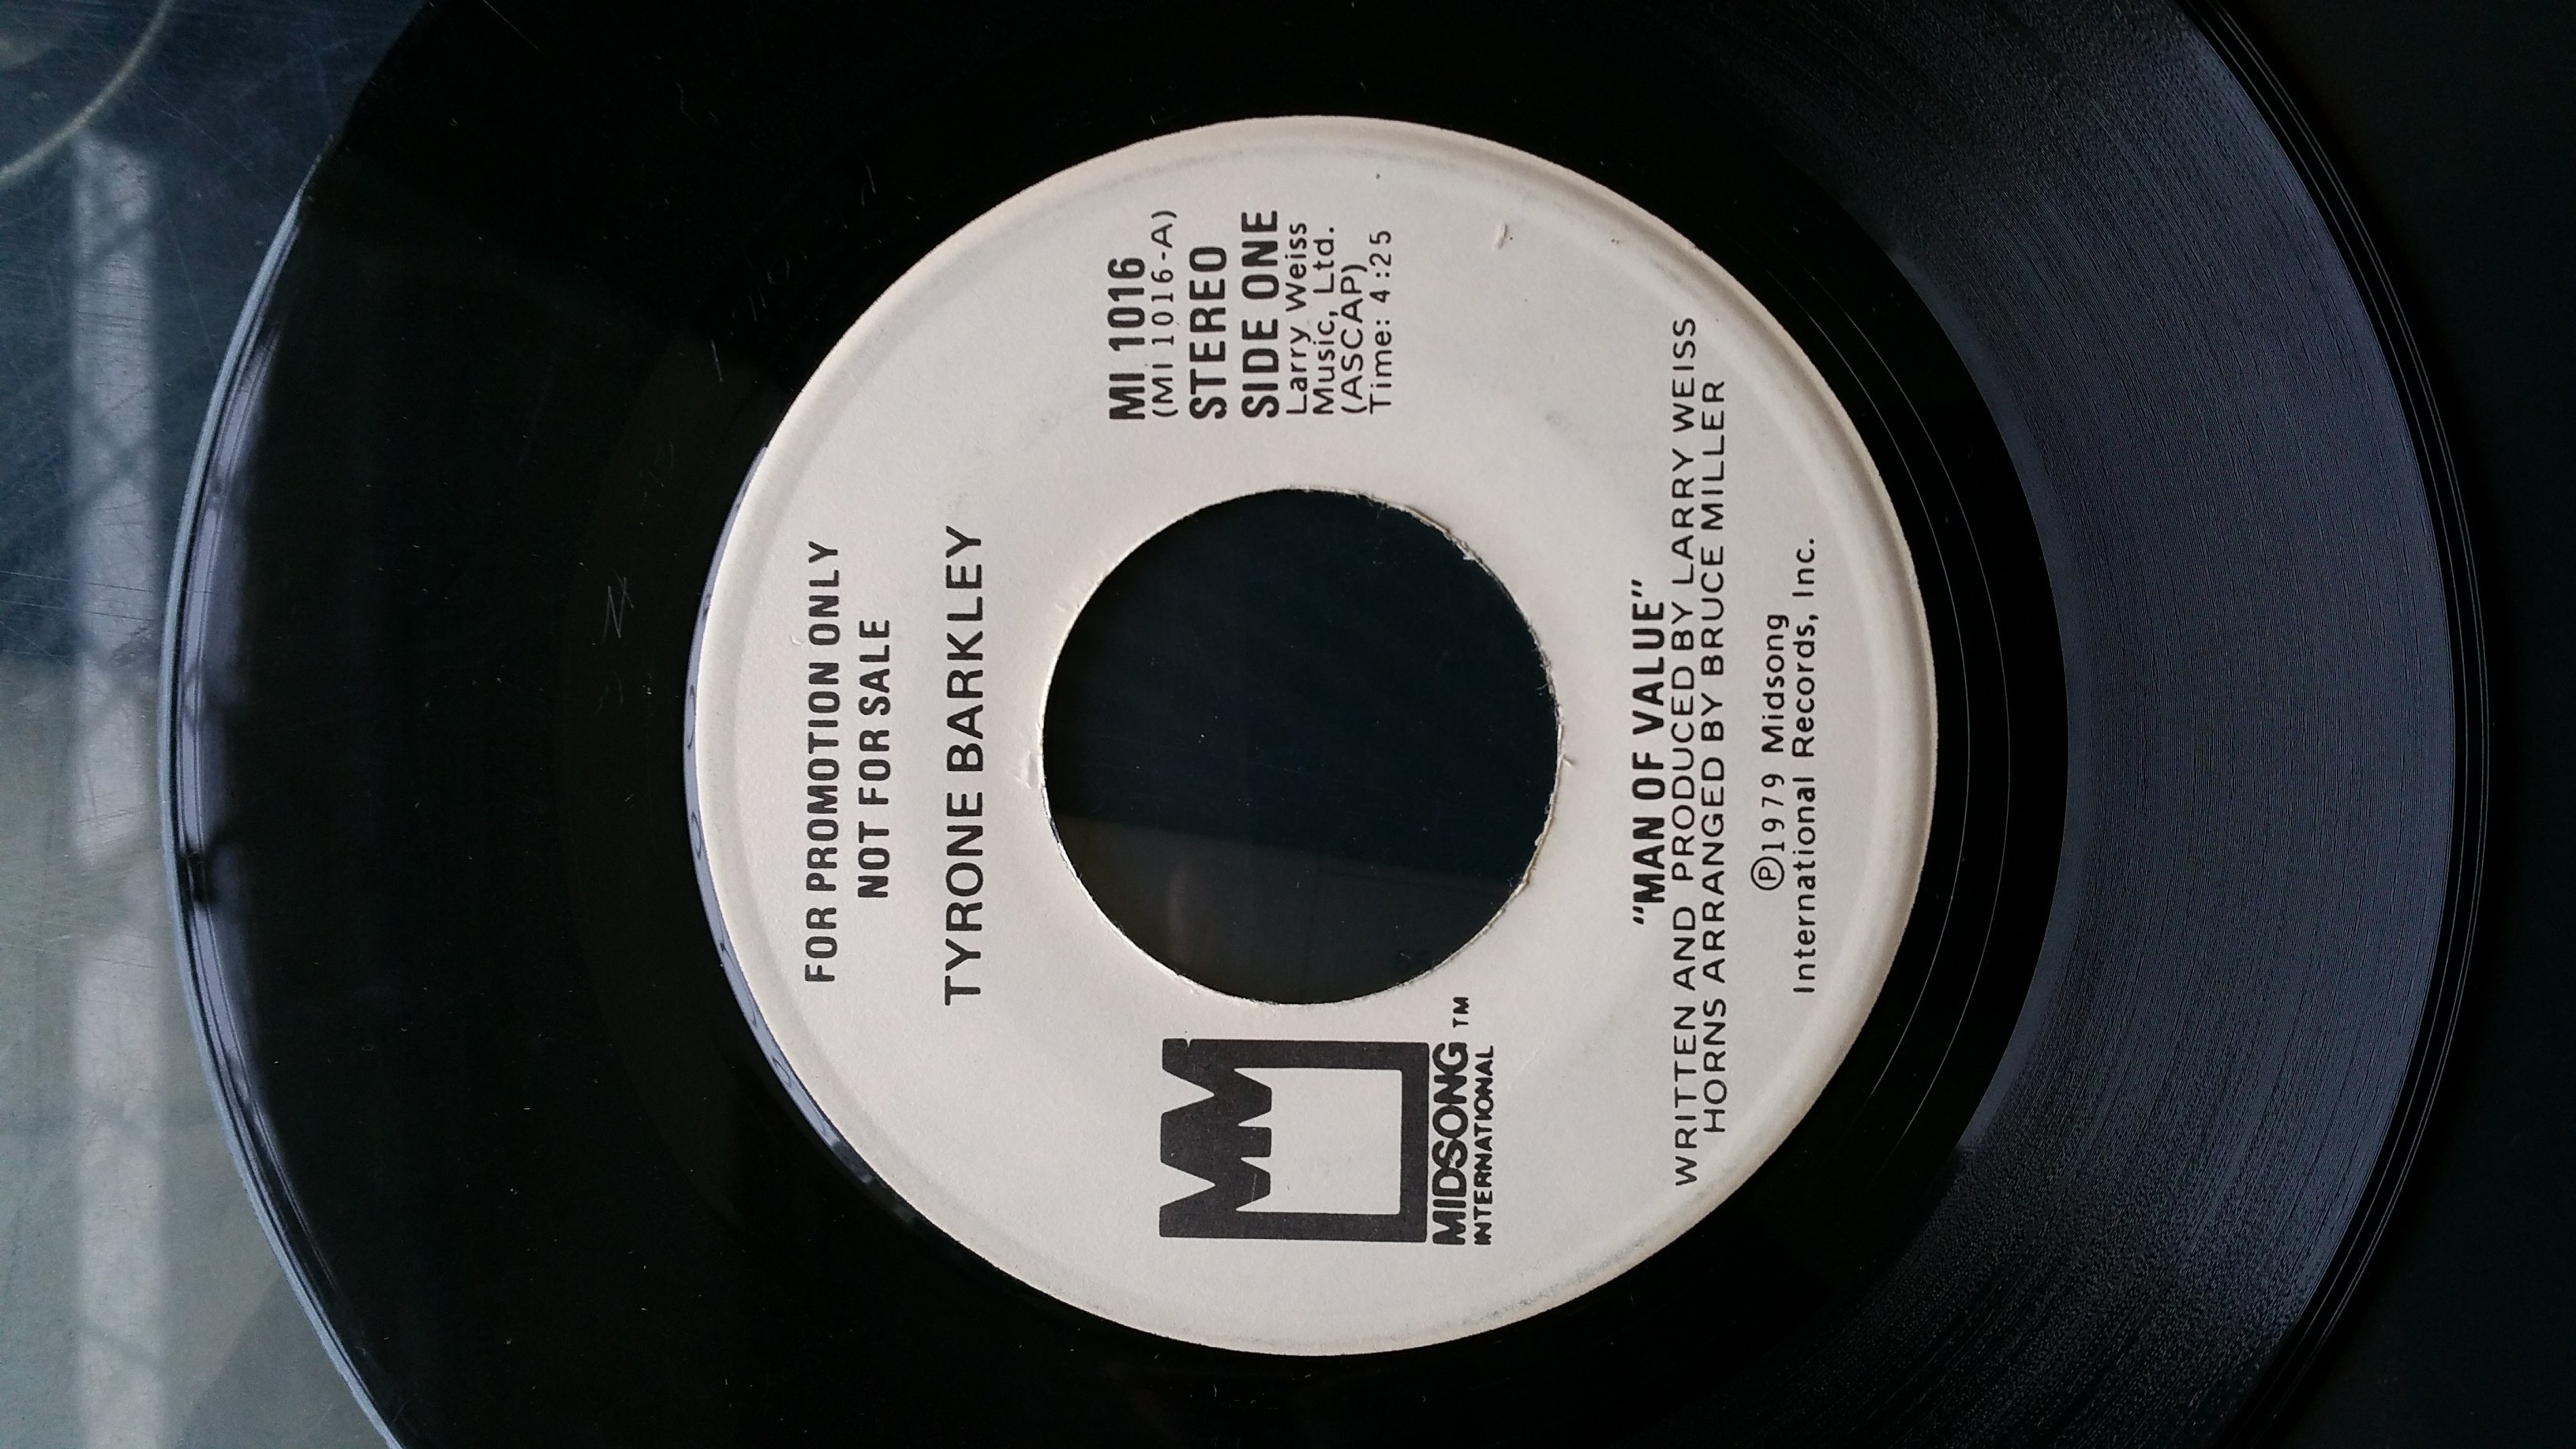 FOR PROMOTION ONLY
NOT FOR SALE
TYRONE BARKLEY
MIDSONG TM
INTERNATIONAL
MI 1016
(MI 1016-A)
STEREO
SIDE ONE
Larry Weiss
Music, Ltd.
(ASCAP)
Time: 4:25
"MAN OF VALUE"
WRITTEN AND PRODUCED BY LARRY WEISS
HORNS ARRANGED BY BRUCE MILLER
Ⓟ1979 Midsong
International Records, Inc.